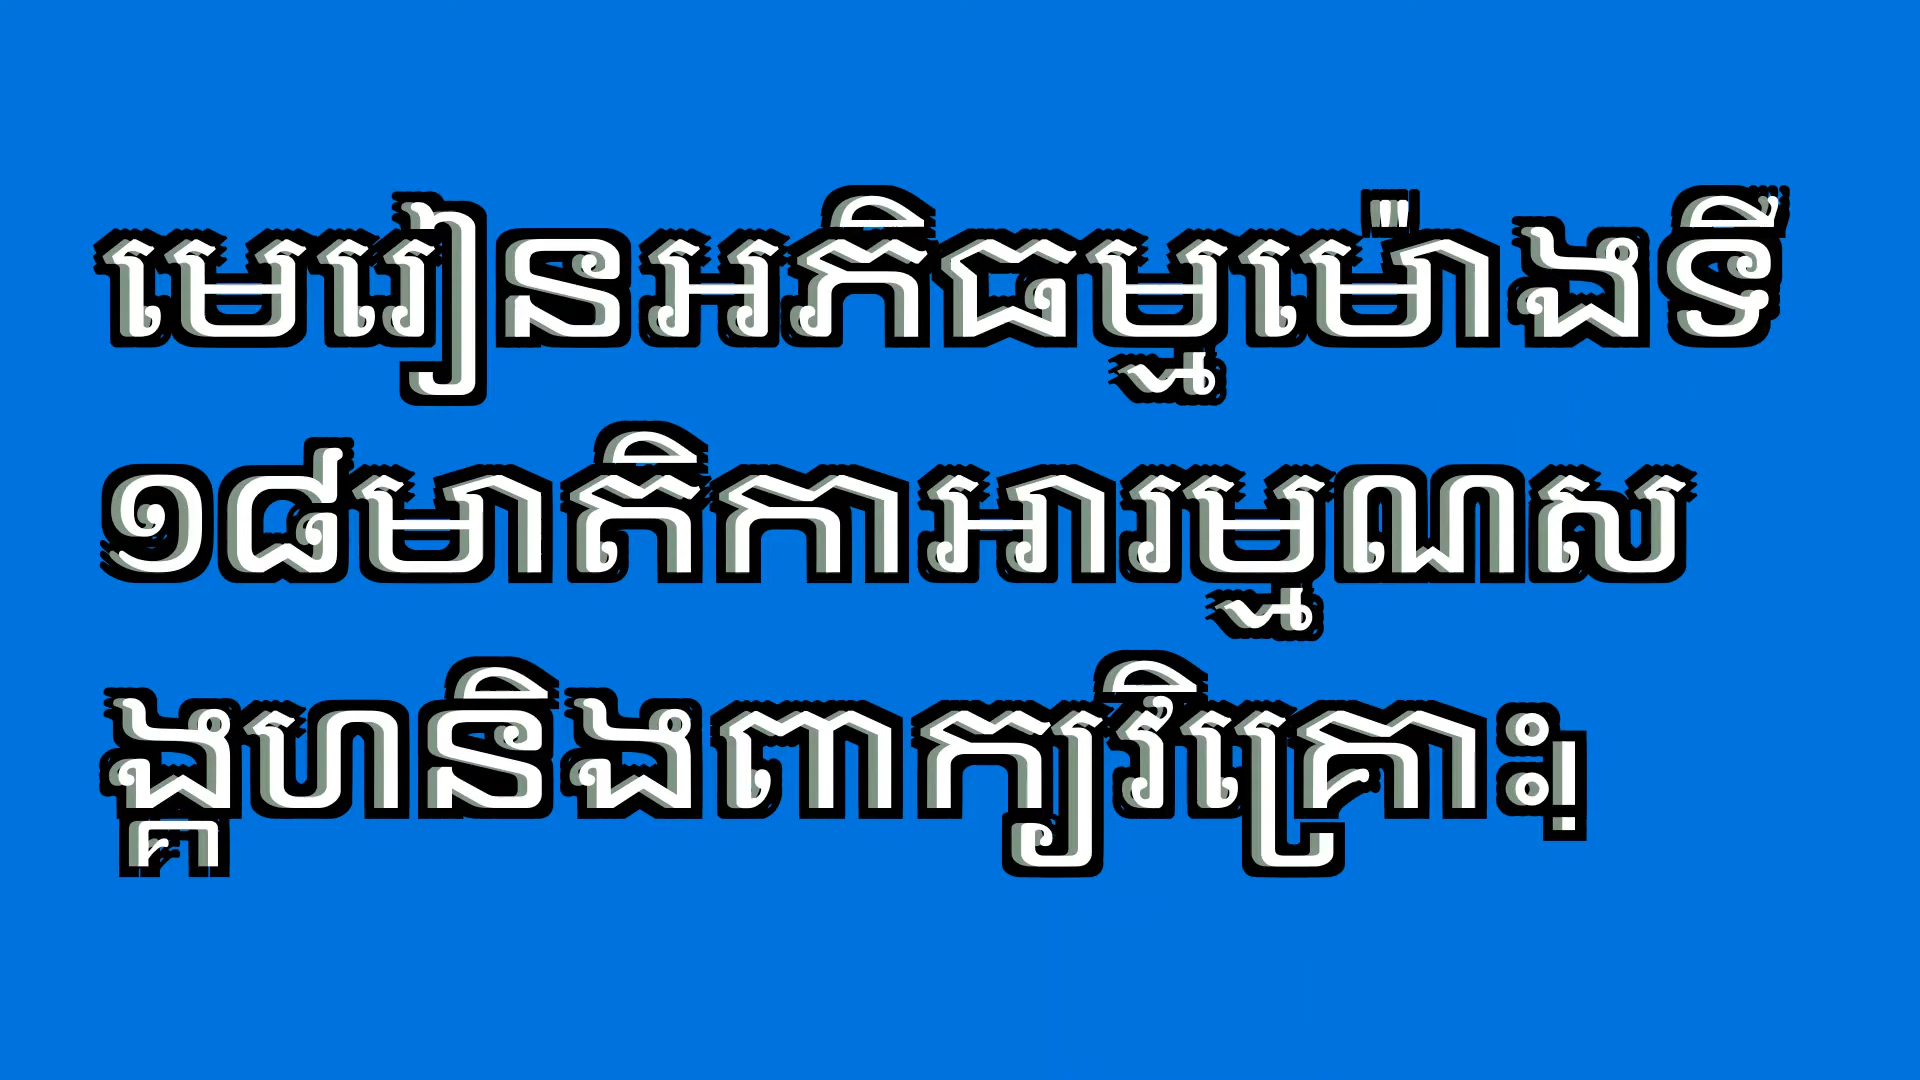 មេរៀនអភិធម្មម៉ោងទី
១៨មាតិកាអារម្មណស
ង្គហនិងពាក្យវិគ្រោះ!